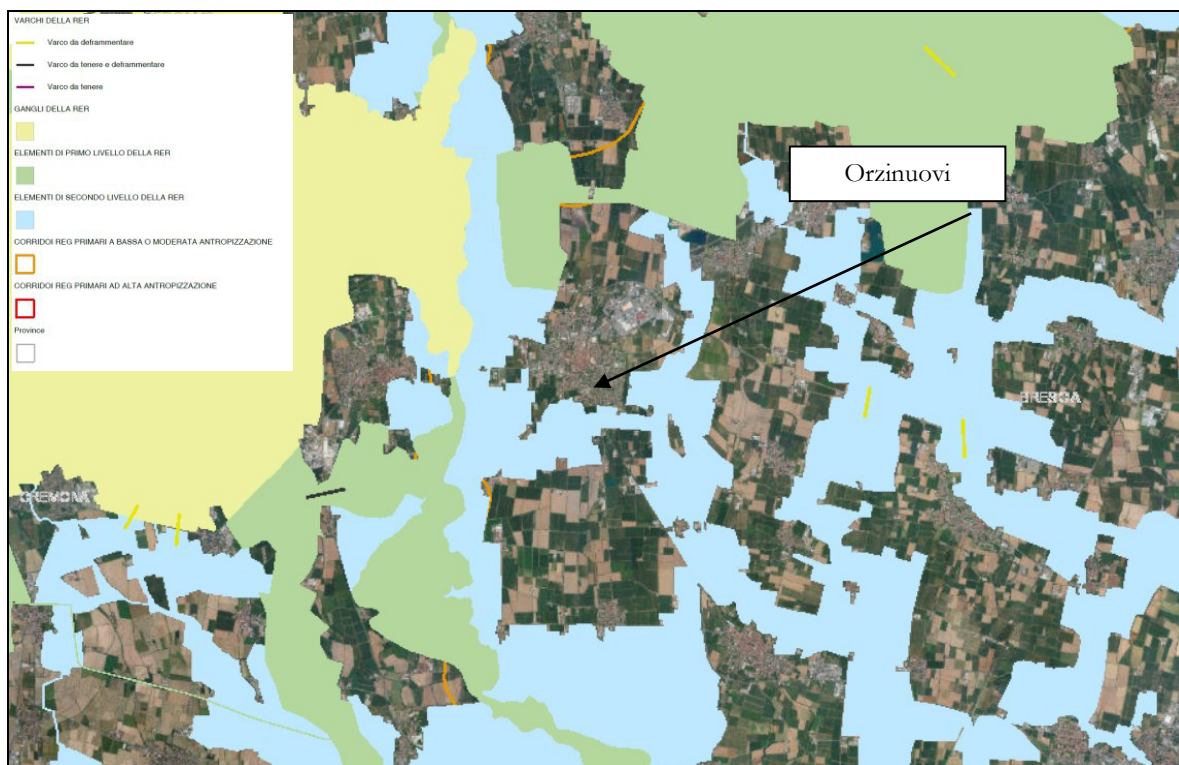 VARCHI DELLA RER
Varco da deframmentare
Varco da tenere e deframmentare
Varco da tenere
GANGLI DELLA RER
ELEMENTI DI PRIMO LIVELLO DELLA RER
ELEMENTI DI SECONDO LIVELLO DELLA RER
CORRIDOI REG PRIMARI A BASSA O MODERATA ANTROPIZZAZIONE
CORRIDOI REG PRIMARI AD ALTA ANTROPIZZAZIONE
Province
Orzinuovi
BRESCIA
CREMONA